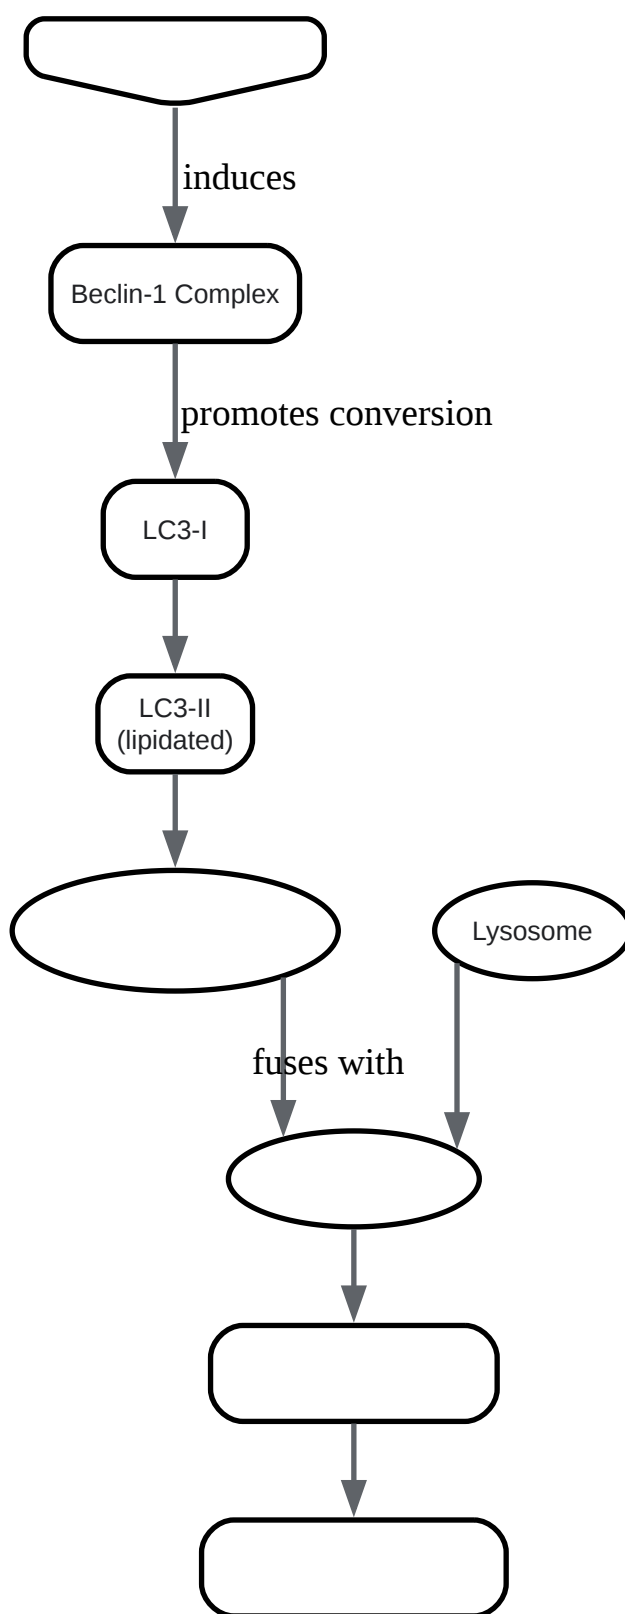 induces
Beclin-1 Complex
promotes conversion
LC3-I
LC3-II
(lipidated)
Lysosome
fuses with